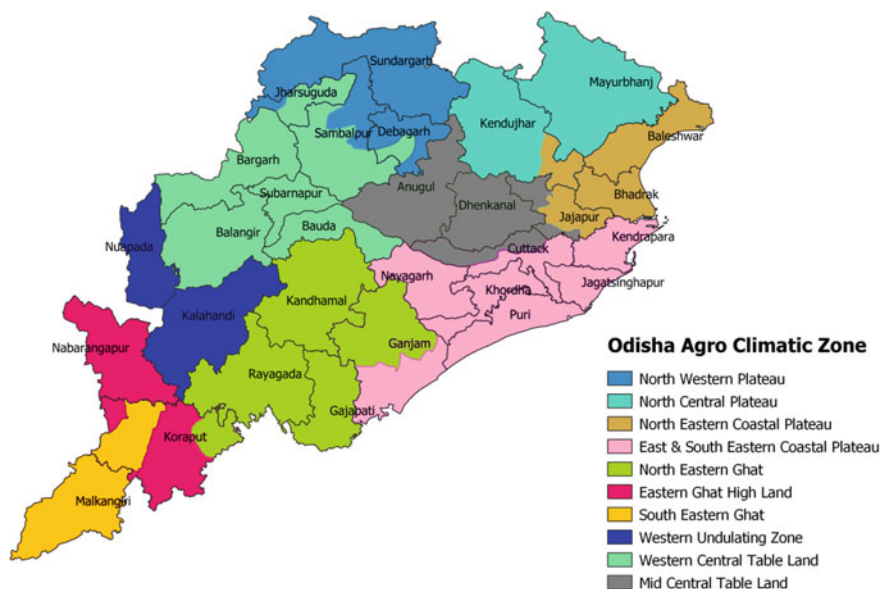 Sundargarh
Mayurbhanj
Jharsuguda
Sambalpur
Debagarh
Kendujhar
Baleshwar
Bargarh
Anugul
Bhadrak
Subarnapur
Dhenkanal
Jajapur
Balangir
Bauda
Kendrapara
Nuapada
Cuttack
Nayagarh
Jagatsinghapur
Khordha
Kandhamal
Puri
Kalahandi
Ganjam
Nabarangapur
Rayagada
Gajapati
Koraput
Malkangiri
Odisha Agro Climatic Zone
North Western Plateau
North Central Plateau
North Eastern Coastal Plateau
East & South Eastern Coastal Plateau
North Eastern Ghat
Eastern Ghat High Land
South Eastern Ghat
Western Undulating Zone
Western Central Table Land
Mid Central Table Land